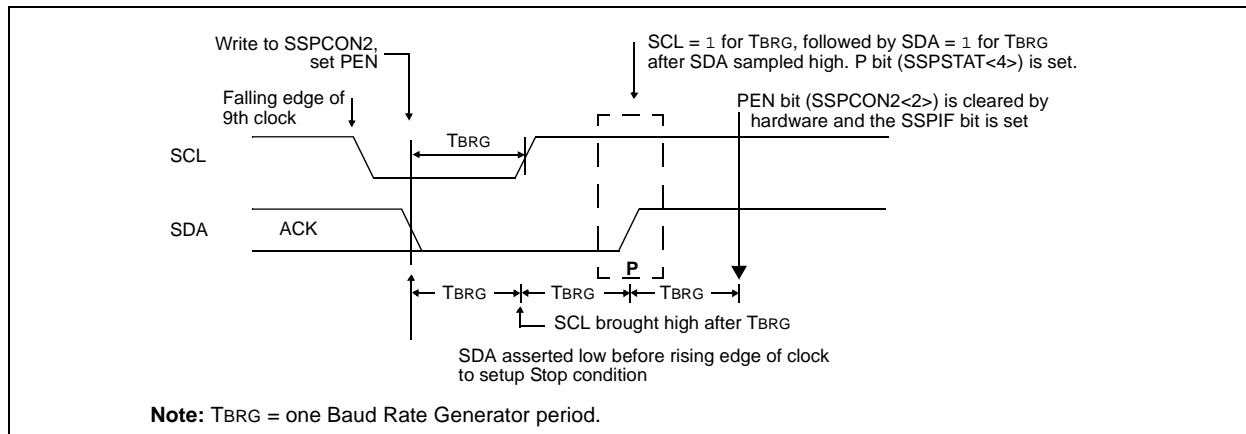 Write to SSPCON2,
set PEN
SCL = 1 for TBRG, followed by SDA = 1 for TBRG
after SDA sampled high. P bit (SSPSTAT<4>) is set.
Falling edge of
9th clock
PEN bit (SSPCON2<2>) is cleared by
hardware and the SSPIF bit is set
TBRG
SCL
SDA
ACK
P
TBRG
TBRG
TBRG
SCL brought high after TBRG
SDA asserted low before rising edge of clock
to setup Stop condition
Note: TBRG = one Baud Rate Generator period.